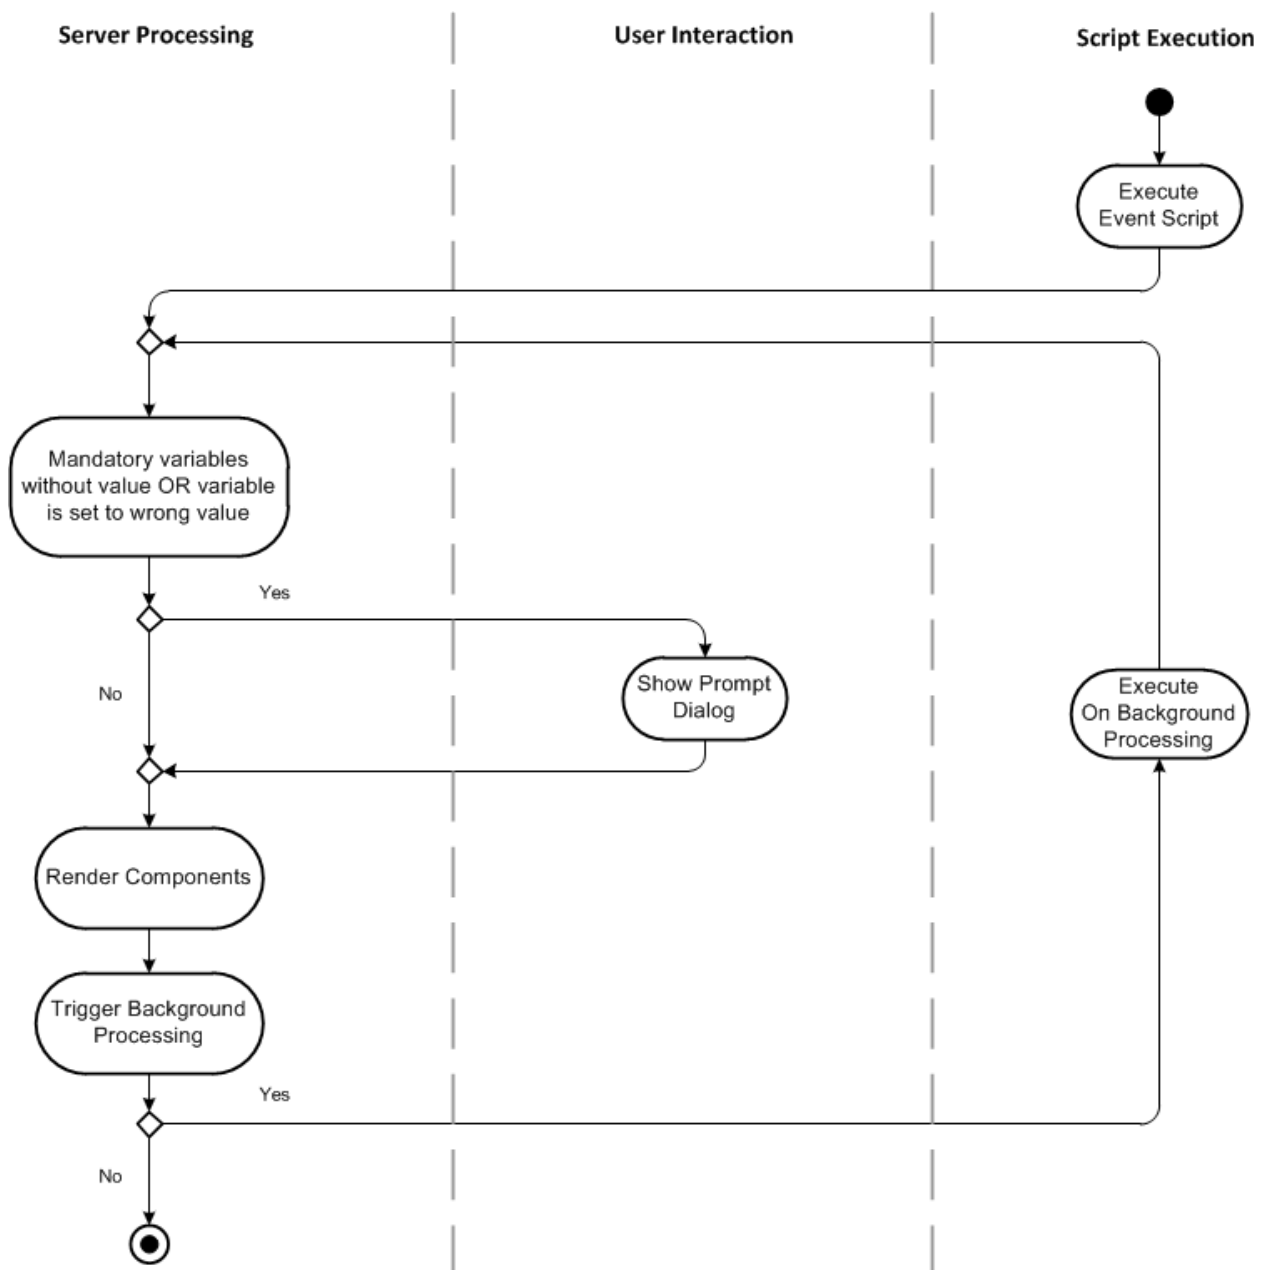 Server Processing
User Interaction
Script Execution
Execute
Event Script
Mandatory variables
without value OR variable
is set to wrong value
Yes
No
Show Prompt
Dialog
Execute
On Background
Processing
Render Components
Trigger Background
Processing
Yes
No